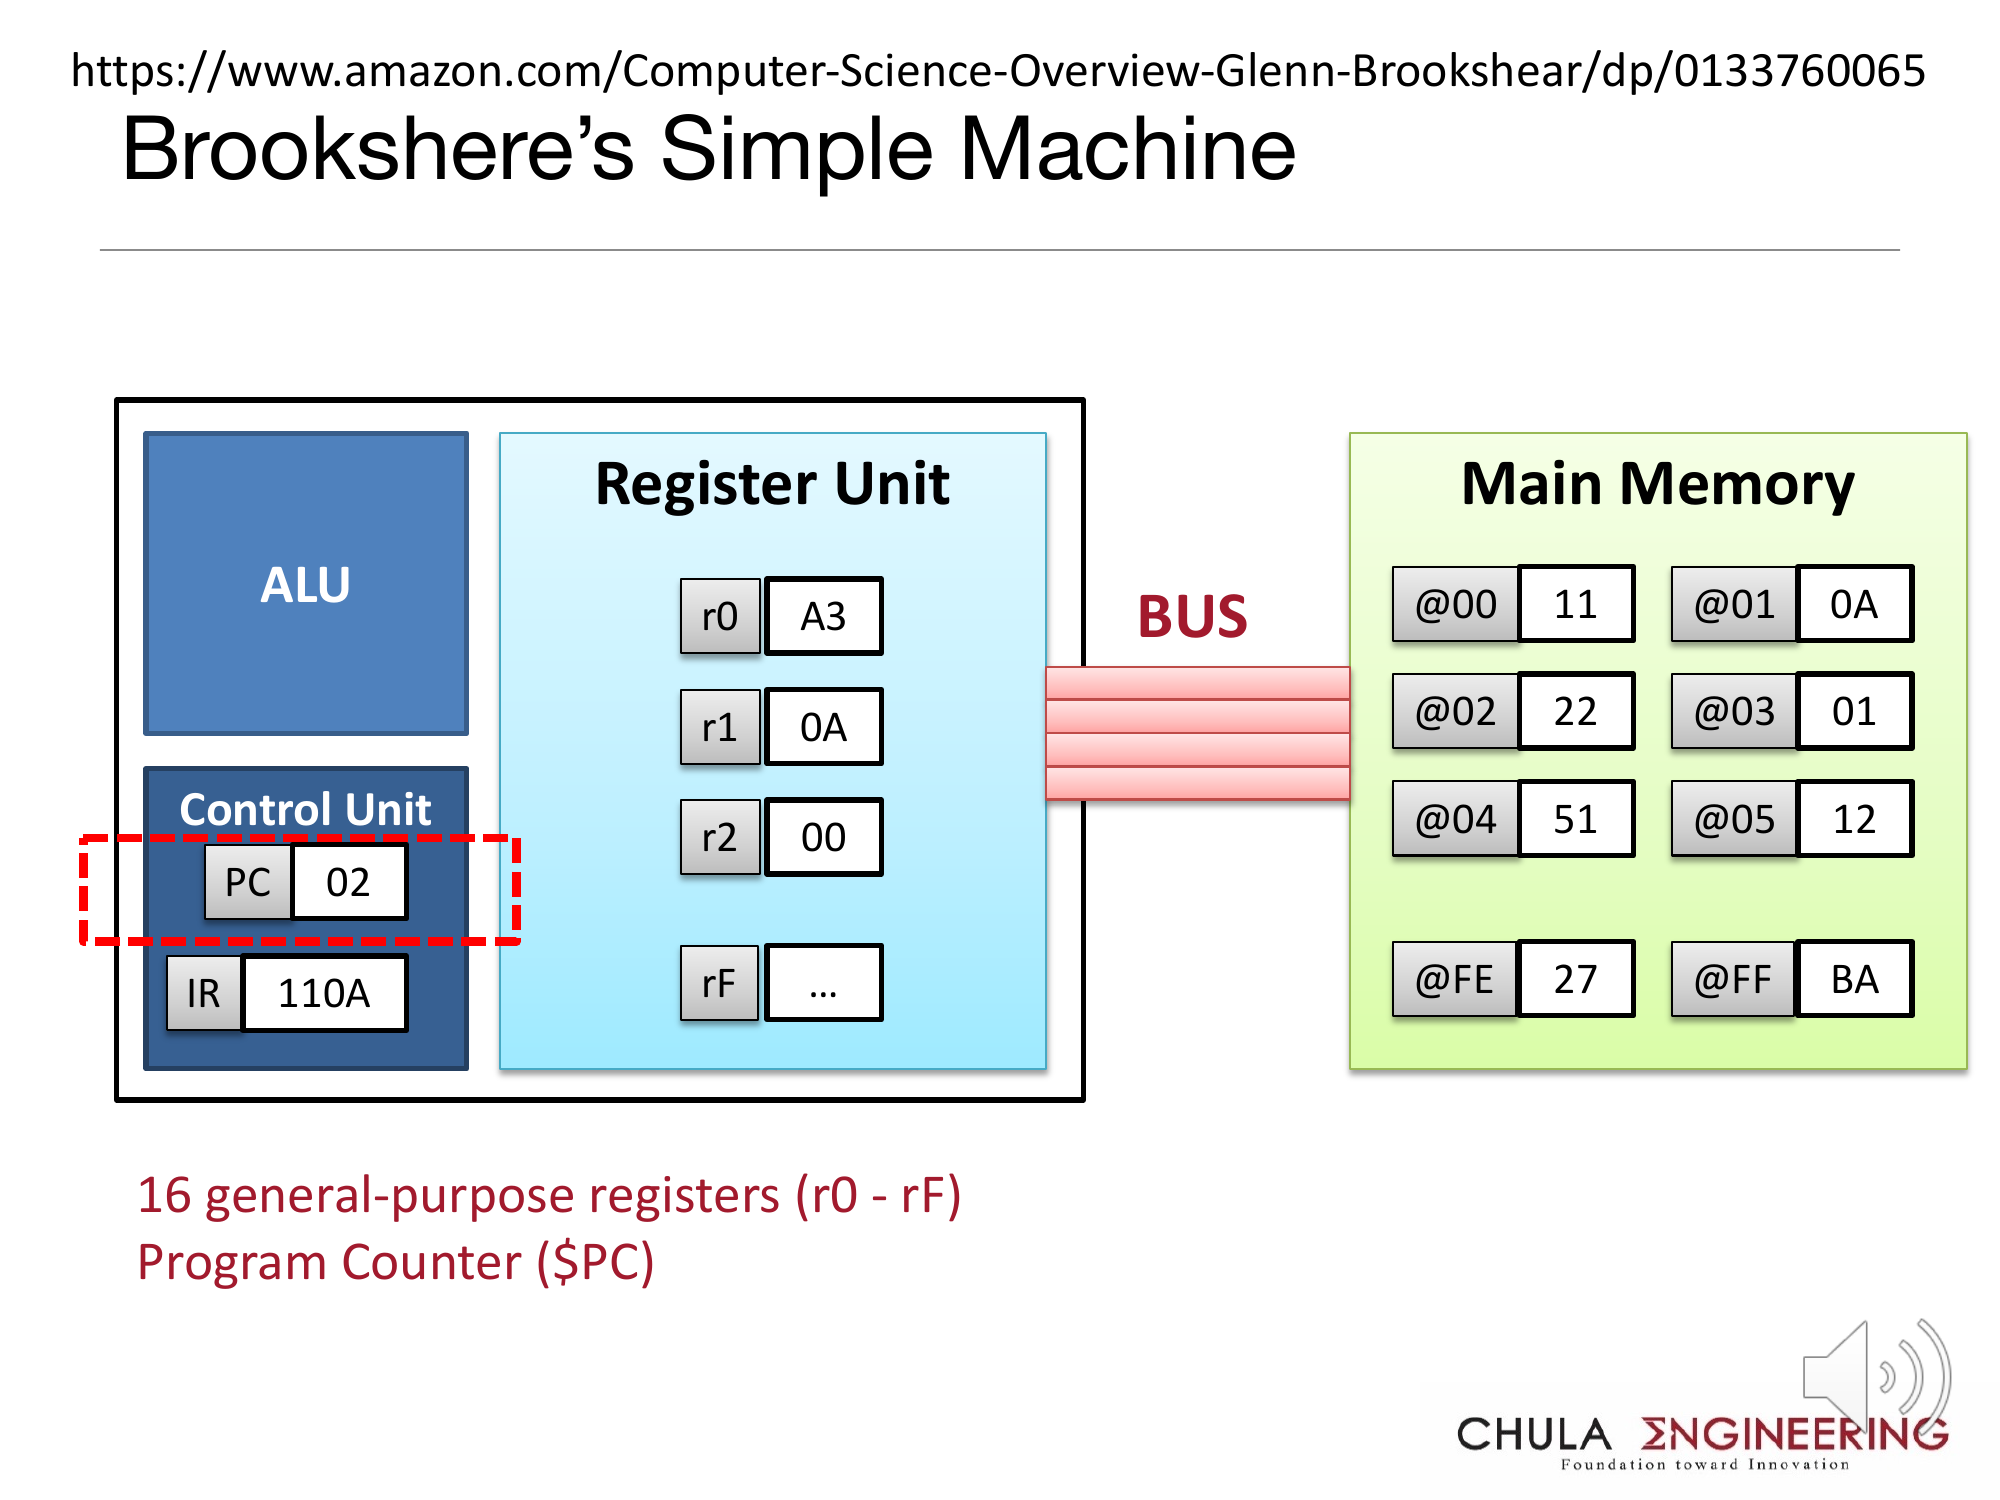 https://www.amazon.com/Computer-Science-Overview-Glenn-Brookshear/dp/0133760065
Brookshere’s Simple Machine
ALU
Control Unit
PC 02
IR 110A
Register Unit
r0 A3
r1 0A
r2 00
rF ...
BUS
Main Memory
@00 11 @01 0A
@02 22 @03 01
@04 51 @05 12
@FE 27 @FF BA
16 general-purpose registers (r0 - rF)
Program Counter ($PC)
CHULA ΣNGINEERING
Foundation toward Innovation